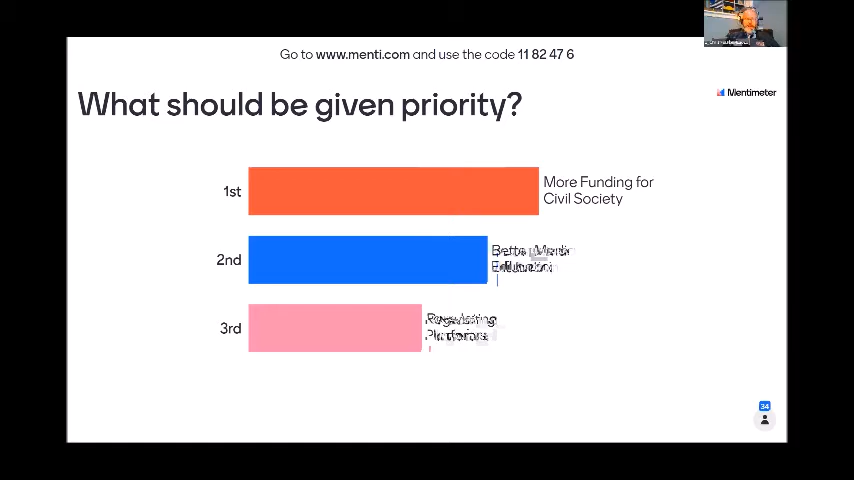 Go to www.menti.com and use the code 11 82 47 6
What should be given priority?
Mentimeter
1st
More Funding for
Civil Society
2nd
3rd
Platforms
34